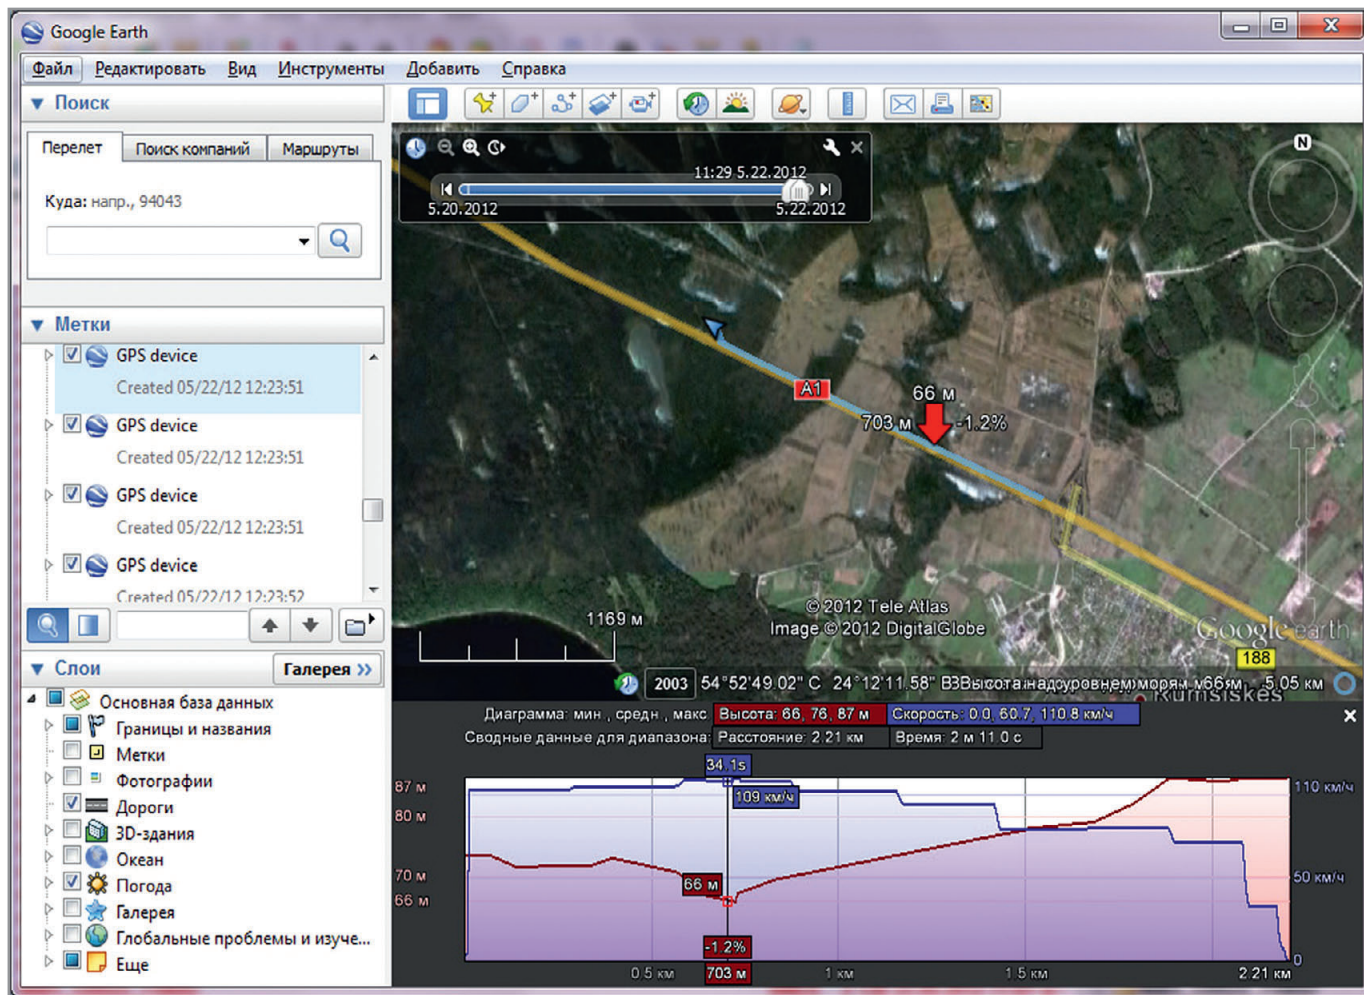 Google Earth
Файл Редактировать Вид Инструменты Добавить Справка
Поиск
Перелет Поиск компаний Маршруты
Куда: напр., 94043
Метки
GPS device
Created 05/22/12 12:23:51
GPS device
Created 05/22/12 12:23:51
GPS device
Created 05/22/12 12:23:51
GPS device
Created 05/22/12 12:23:52
Слои
Галерея »
Основная база данных
Границы и названия
Метки
Фотографии
Дороги
3D-здания
Океан
Погода
Галерея
Глобальные проблемы и изуче...
Еще
11:29 5.22.2012
5.20.2012 5.22.2012
N
A1
66 м
703 м -1.2%
1169 м
© 2012 Tele Atlas
Image © 2012 DigitalGlobe
Google earth
188
2003 54°52'49.02" С 24°12'11.58" В 5.05 км
Rumsiskes
Диаграмма: мин., средн., макс. Высота: 66, 76, 87 м Скорость: 0.0, 60.7, 110.8 км/ч
Сводные данные для диапазона: Расстояние: 2.21 км Время: 2 м 11.0 с
34.1s
109 км/ч
87 м
80 м
70 м
66 м
66 м
110 км/ч
50 км/ч
0
-1.2%
0.5 км 703 м 1 км 1.5 км 2.21 км